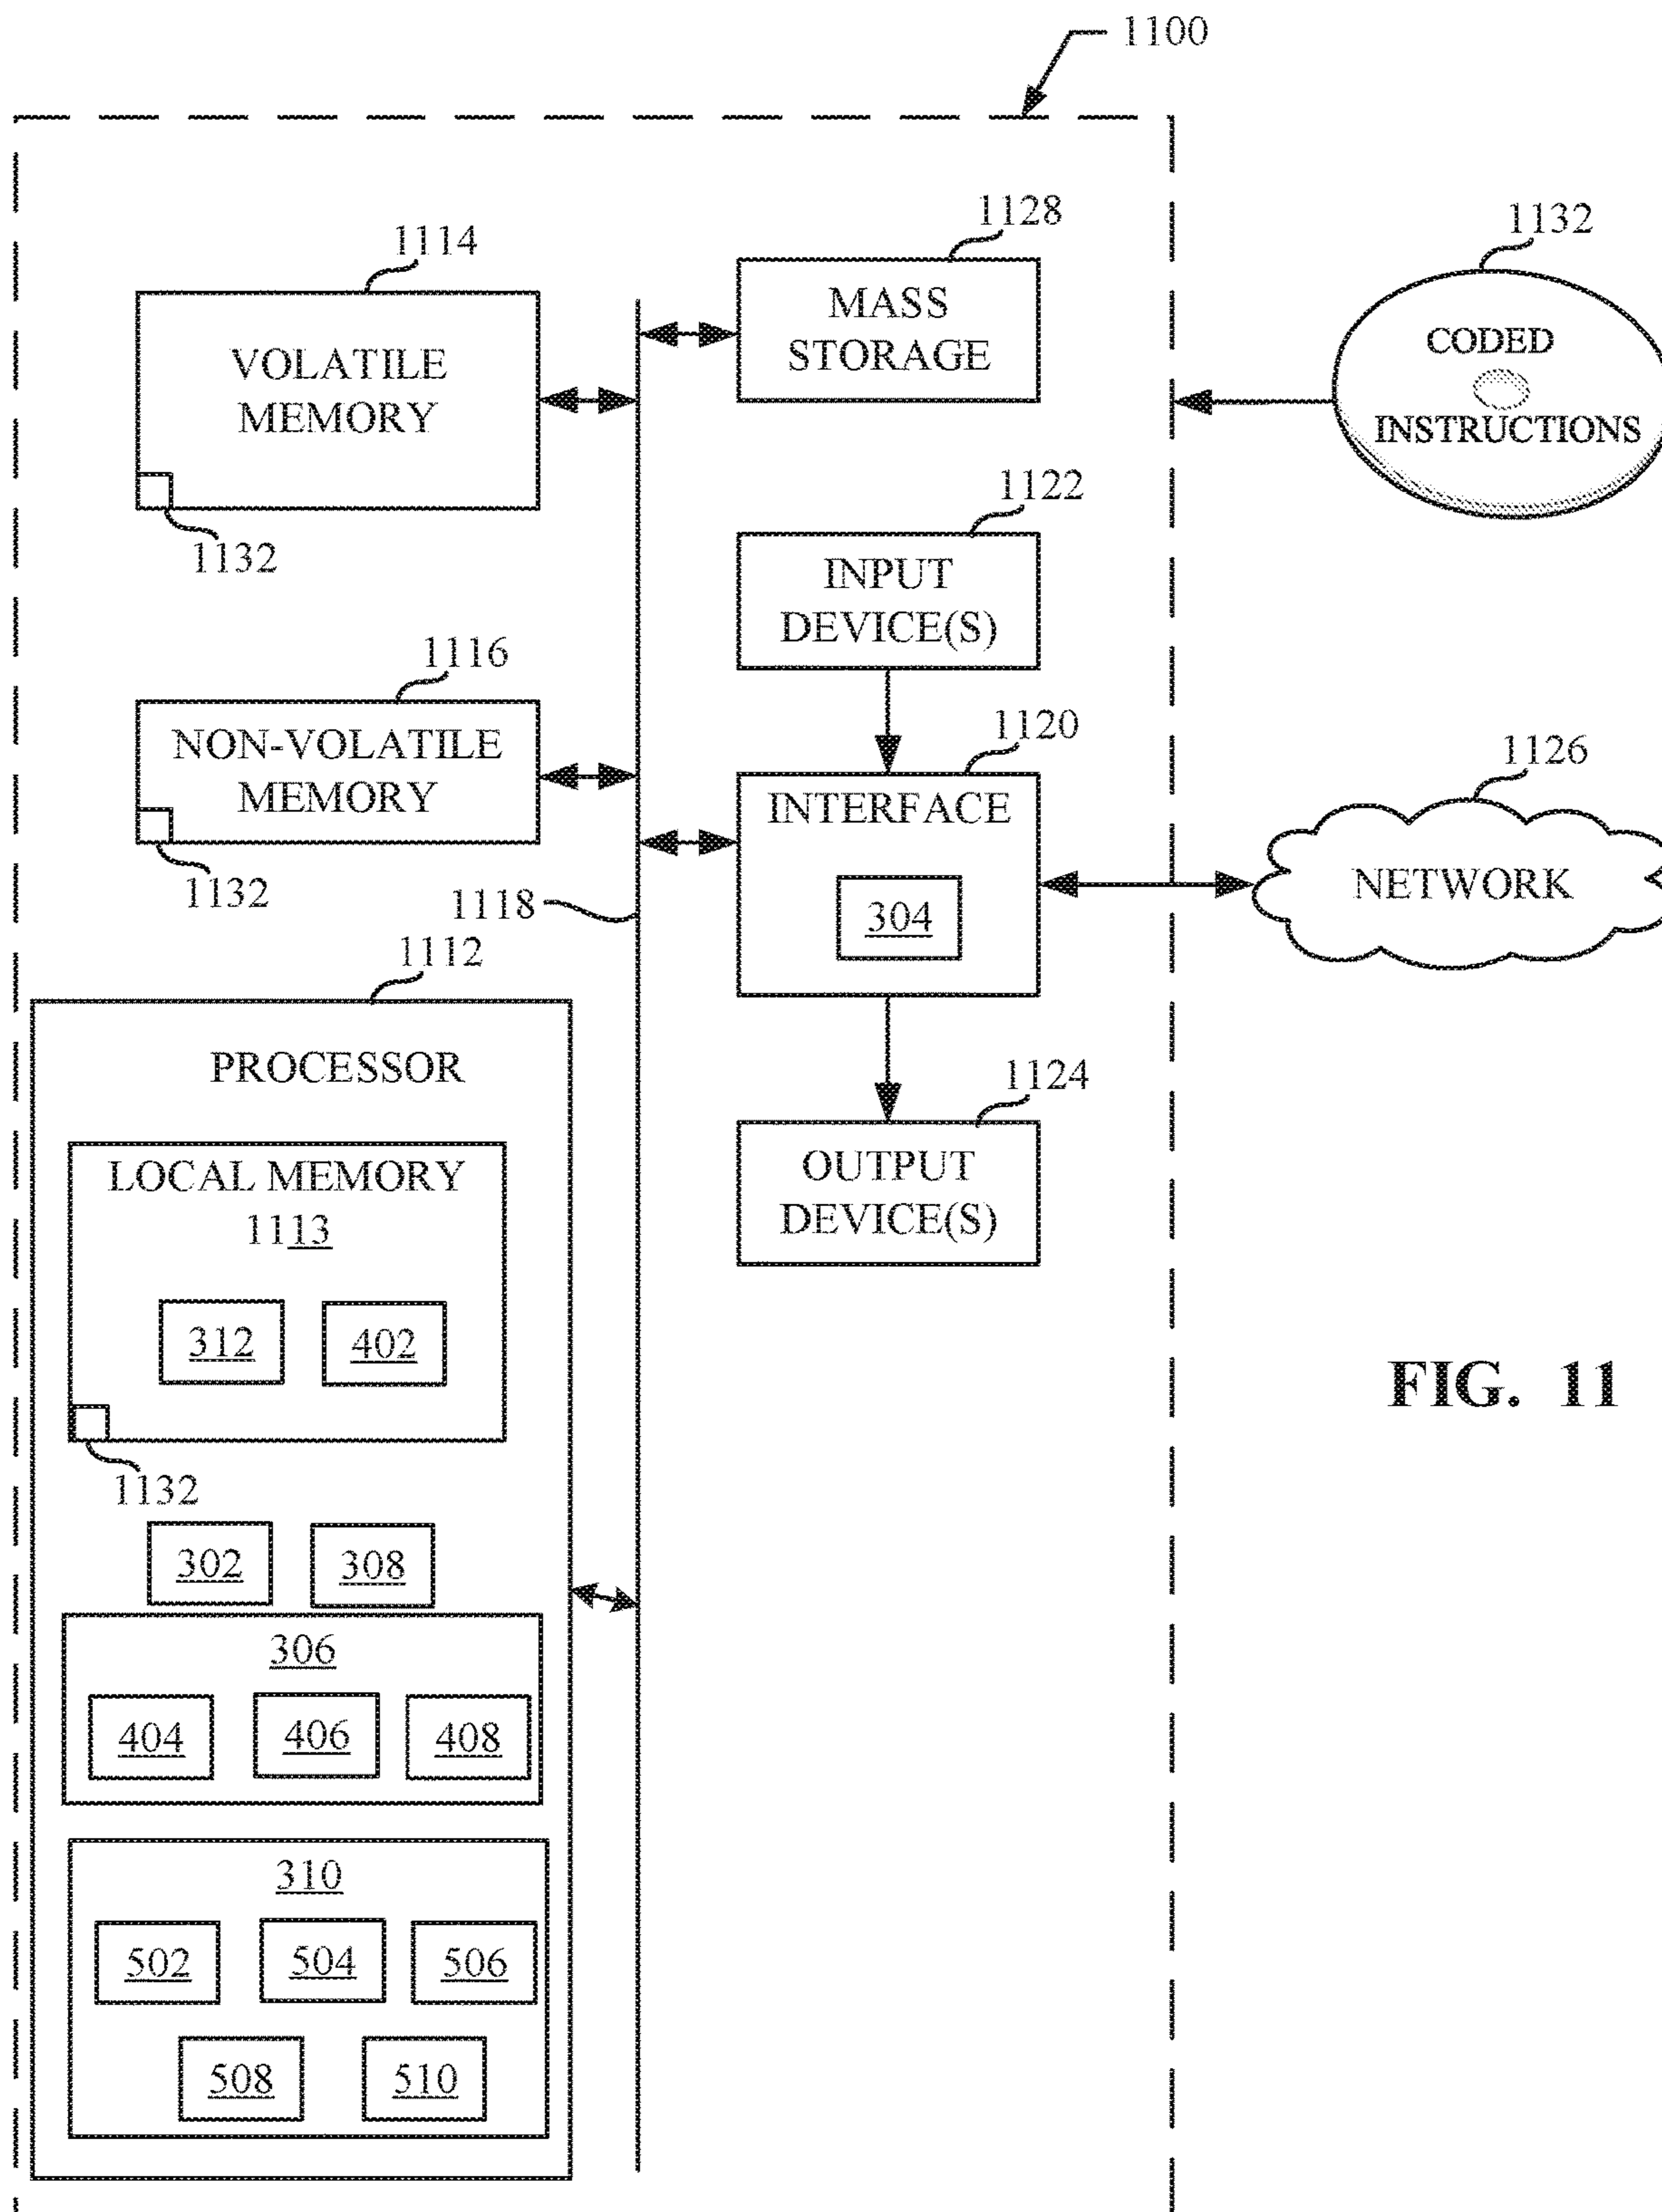 1100
1114
VOLATILE
MEMORY
1132
1128
MASS
STORAGE
1132
CODED
INSTRUCTIONS
1122
INPUT
DEVICE(S)
1116
NON-VOLATILE
MEMORY
1132
1118
1120
INTERFACE
304
1126
NETWORK
1124
OUTPUT
DEVICE(S)
1112
PROCESSOR
LOCAL MEMORY
1113
312
402
1132
302
308
306
404
406
408
310
502
504
506
508
510
FIG. 11